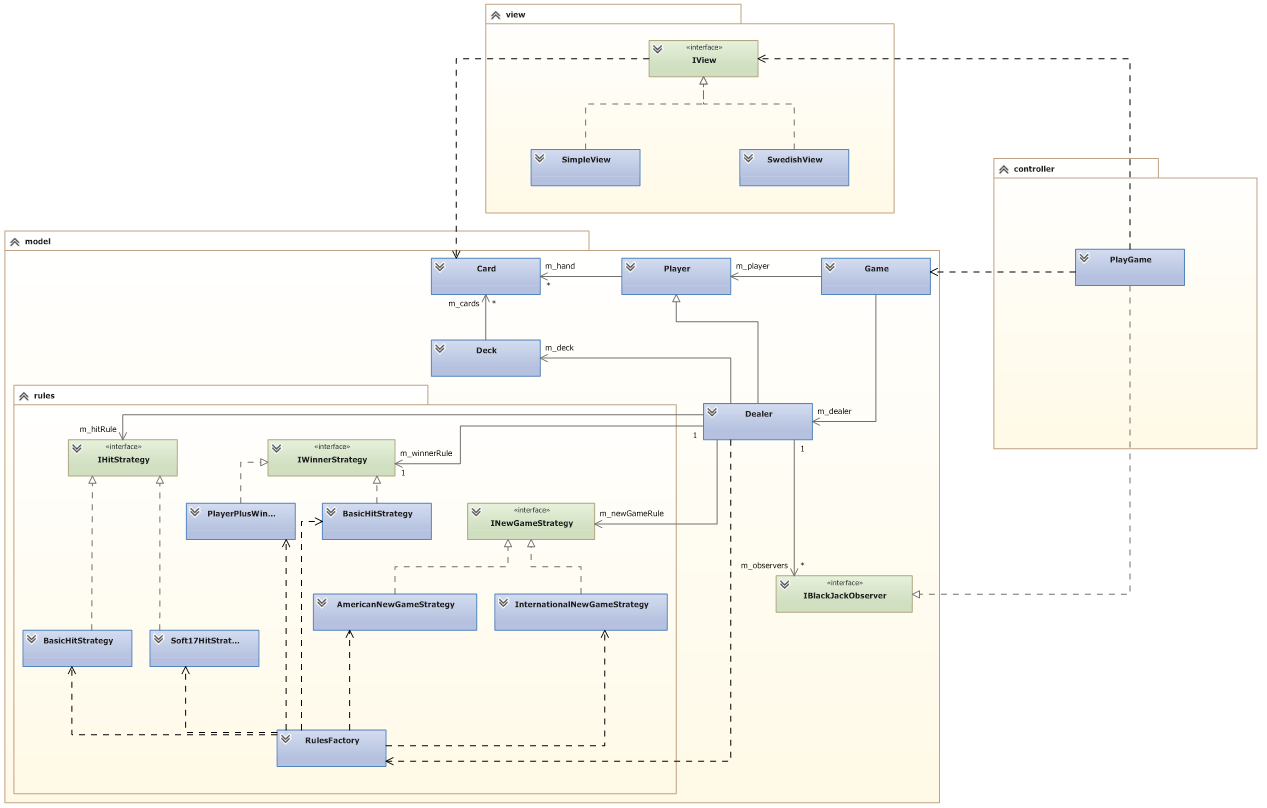 view
«interface»
IView
SimpleView
SwedishView
controller
PlayGame
model
Card
m_hand
*
Player
m_player
Game
m_cards
*
Deck
m_deck
rules
Dealer
m_dealer
1
1
m_hitRule
«interface»
IHitStrategy
«interface»
IWinnerStrategy
m_winnerRule
1
PlayerPlusWin...
BasicHitStrategy
«interface»
INewGameStrategy
m_newGameRule
m_observers
*
«interface»
IBlackJackObserver
AmericanNewGameStrategy
InternationalNewGameStrategy
BasicHitStrategy
Soft17HitStrat...
RulesFactory